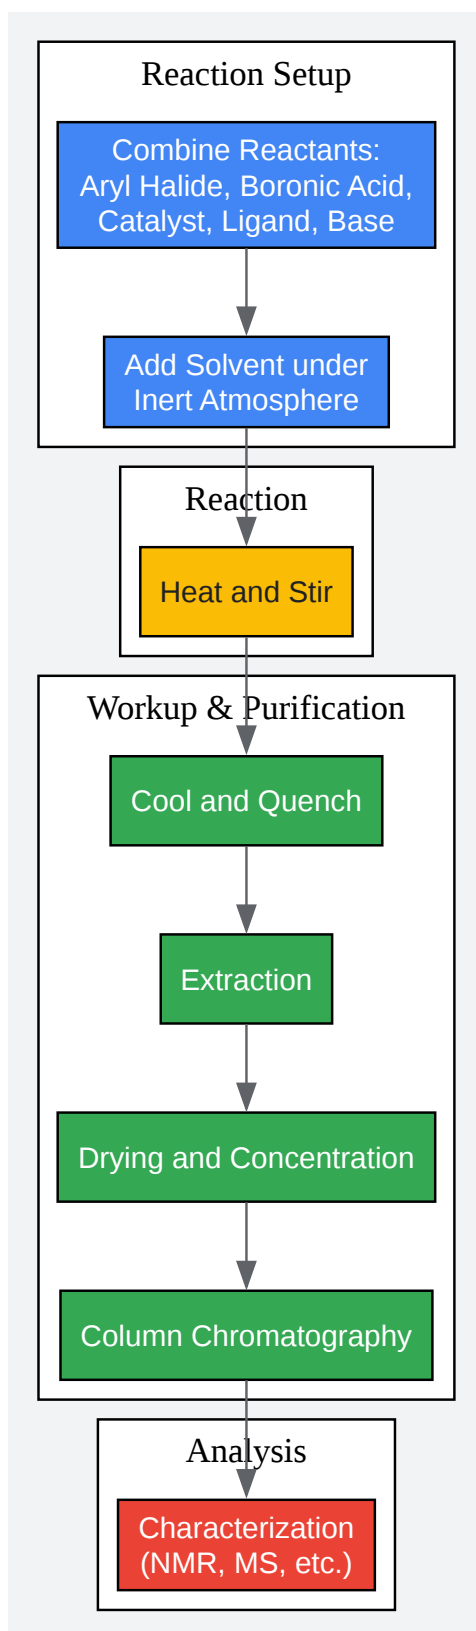 Reaction Setup
Combine Reactants:
Aryl Halide, Boronic Acid,
Catalyst, Ligand, Base
Add Solvent under
Inert Atmosphere
Reaction
Heat and Stir
Workup & Purification
Cool and Quench
Extraction
Drying and Concentration
Column Chromatography
Analysis
Characterization
(NMR, MS, etc.)